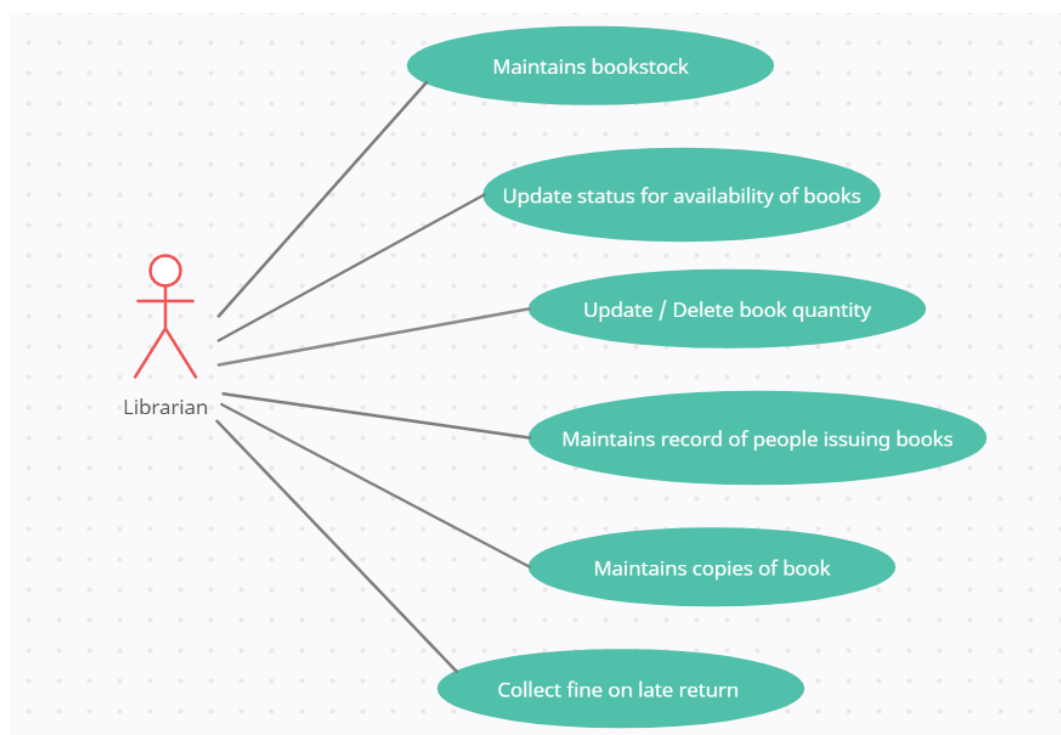 Maintains bookstock
Update status for availability of books
Update / Delete book quantity
Librarian
Maintains record of people issuing books
Maintains copies of book
Collect fine on late return